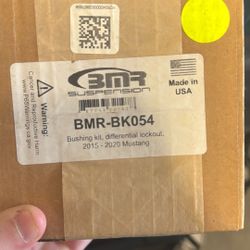 BMR
SUSPENSION
Made in
USA
BMR-BK054
Bushing kit, differential lockout,
2015 - 2020 Mustang
Warning:
Cancer and
Reproductive harm
www.P65Warnings.ca.gov